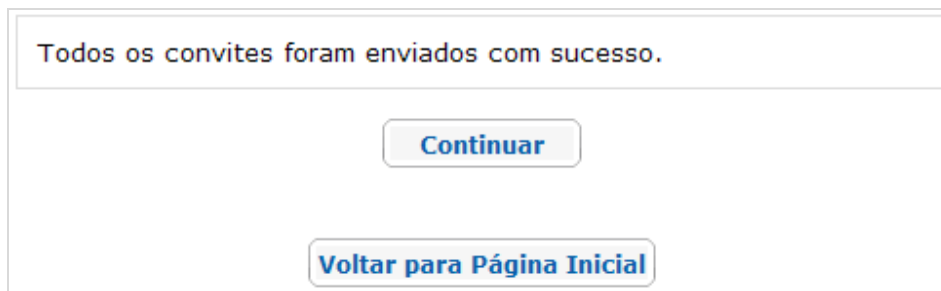 Todos os convites foram enviados com sucesso.
Continuar
Voltar para Página Inicial